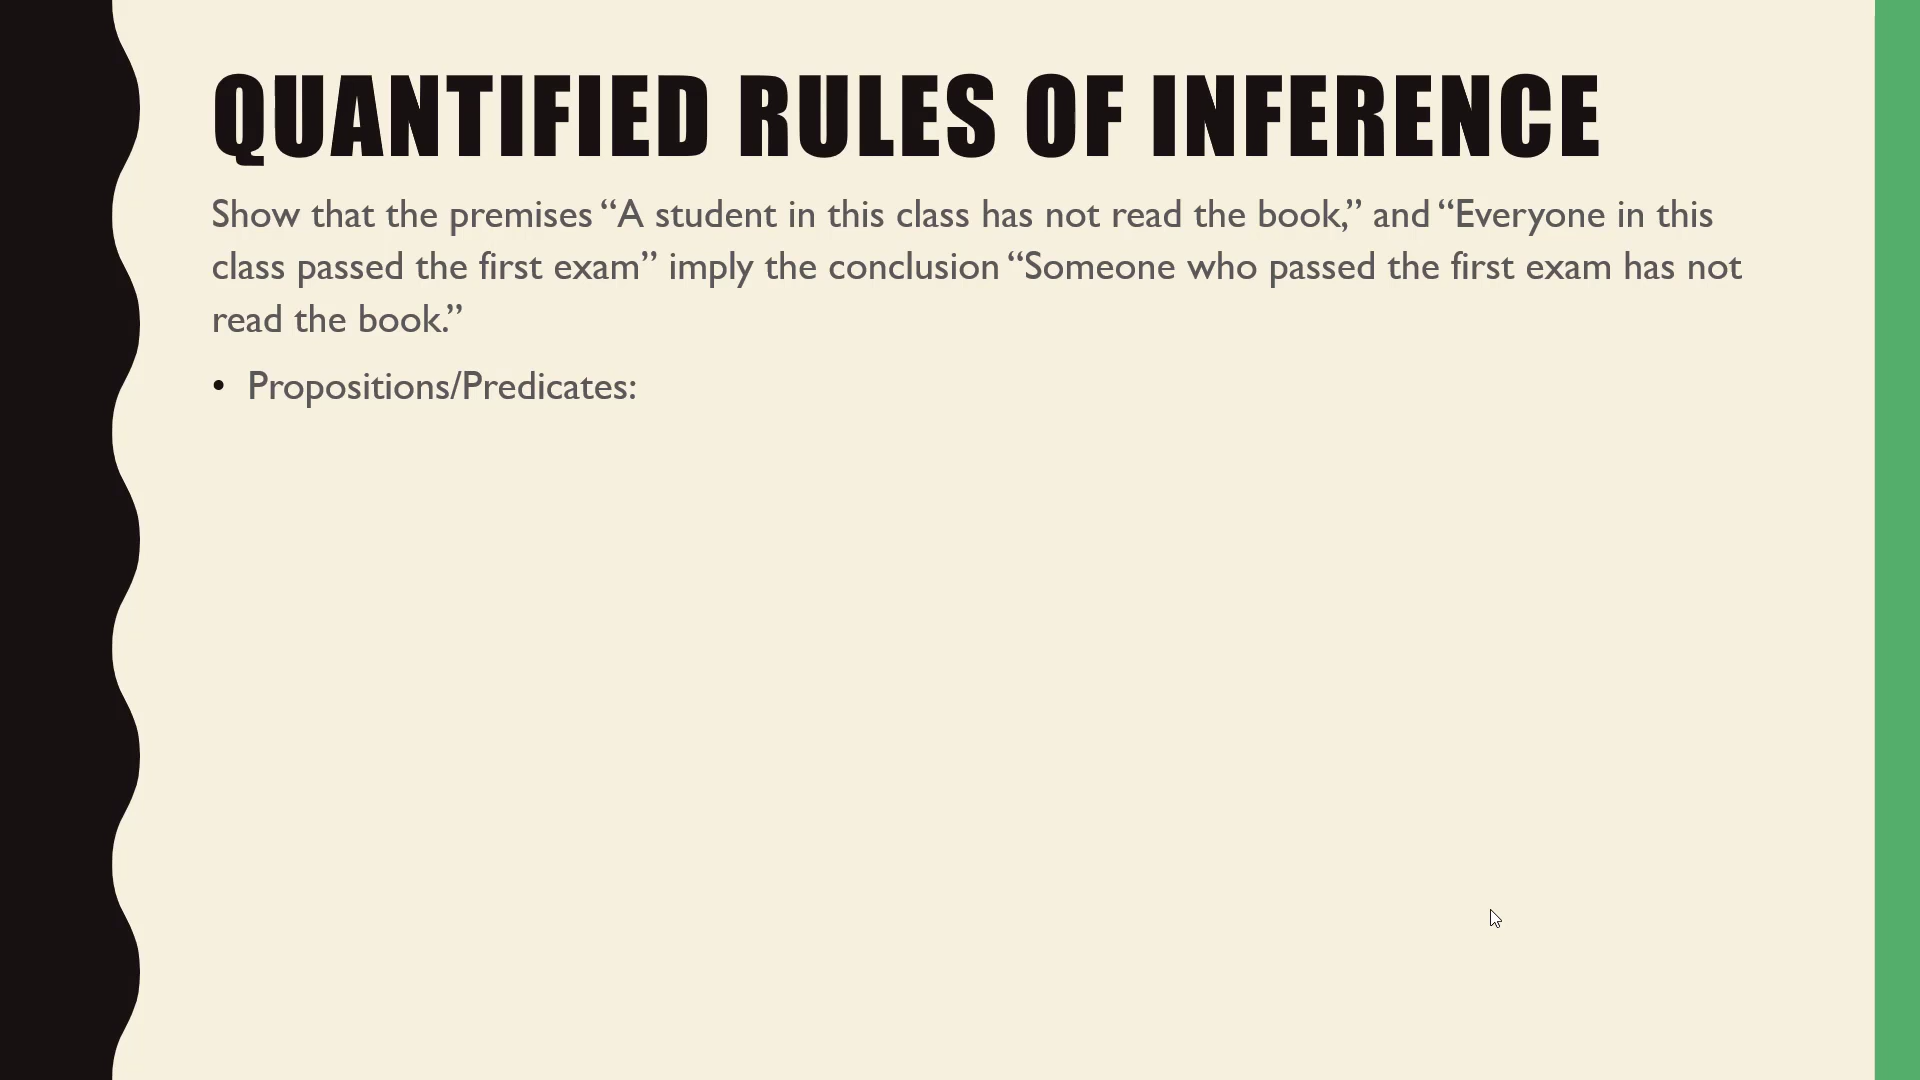 QUANTIFIED RULES OF INFERENCE
Show that the premises “A student in this class has not read the book,” and “Everyone in this
class passed the first exam” imply the conclusion “Someone who passed the first exam has not
read the book.”
• Propositions/Predicates: